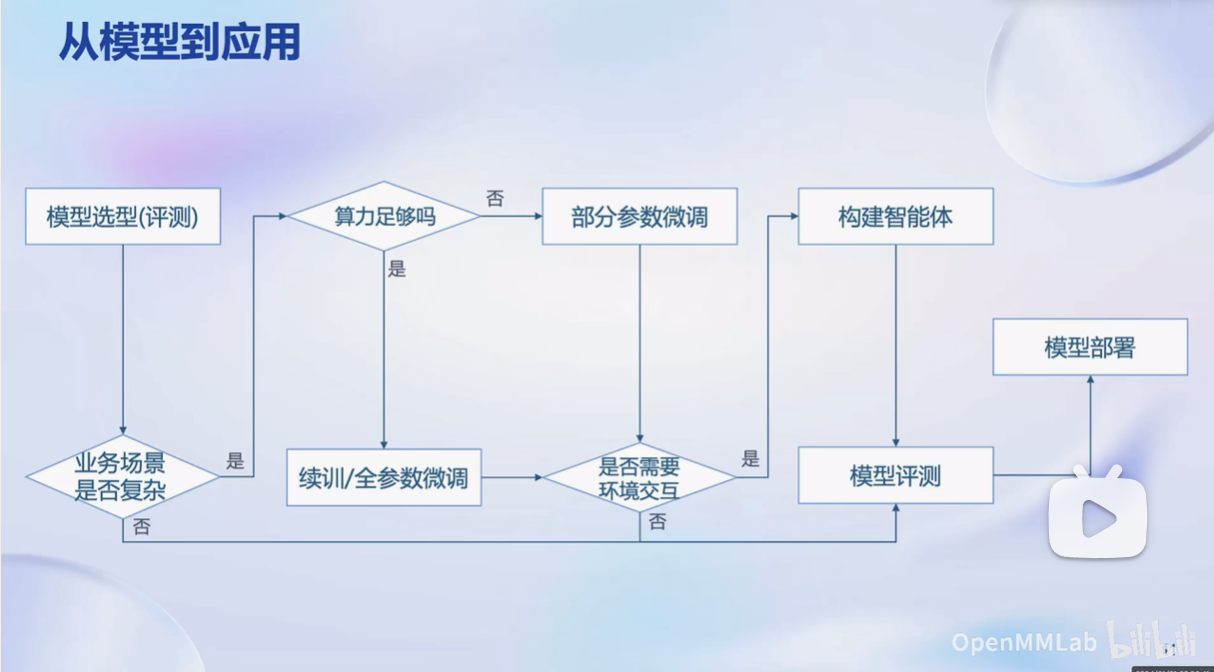 从模型到应用
模型选型(评测)
算力足够吗
否
部分参数微调
构建智能体
是
模型部署
业务场景
是否复杂
是
续训/全参数微调
是否需要
环境交互
是
模型评测
否
否
OpenMMLab
bilibili